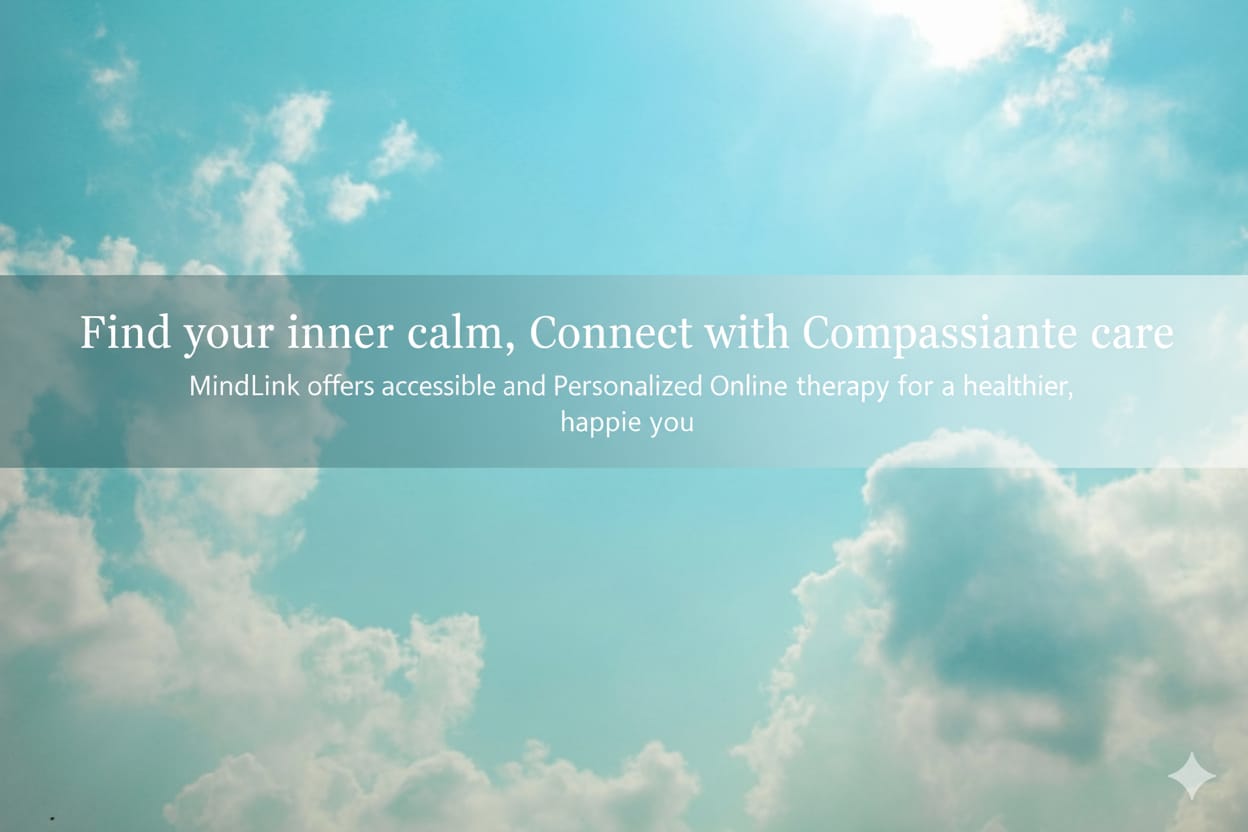 Find your inner calm, Connect with Compassiante care
MindLink offers accessible and Personalized Online therapy for a healthier,
happie you